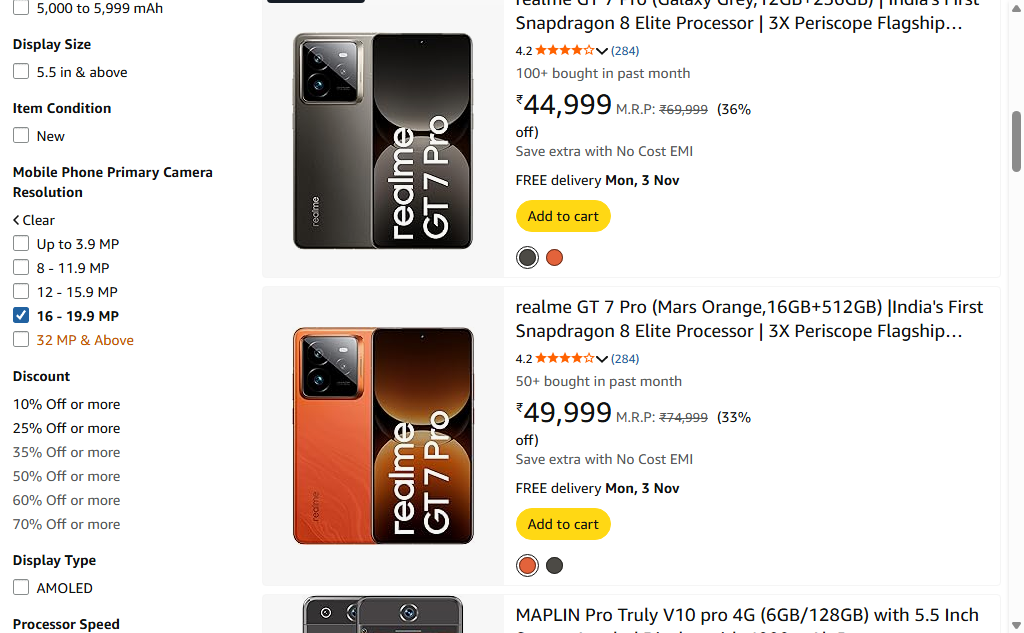 5,000 to 5,999 mAh
Display Size
5.5 in & above
Item Condition
New
Mobile Phone Primary Camera
Resolution
Clear
Up to 3.9 MP
8 - 11.9 MP
12 - 15.9 MP
16 - 19.9 MP
32 MP & Above
Discount
10% Off or more
25% Off or more
35% Off or more
50% Off or more
60% Off or more
70% Off or more
Display Type
AMOLED
Processor Speed
realme
realme
GT 7 Pro
realme GT 7 Pro (Galaxy Grey,12GB+256GB) | India's First
Snapdragon 8 Elite Processor | 3X Periscope Flagship…
4.2 (284)
100+ bought in past month
₹44,999 M.R.P: ₹69,999 (36%
off)
Save extra with No Cost EMI
FREE delivery Mon, 3 Nov
Add to cart
realme
realme
GT 7 Pro
realme GT 7 Pro (Mars Orange,16GB+512GB) |India's First
Snapdragon 8 Elite Processor | 3X Periscope Flagship…
4.2 (284)
50+ bought in past month
₹49,999 M.R.P: ₹74,999 (33%
off)
Save extra with No Cost EMI
FREE delivery Mon, 3 Nov
Add to cart
MAPLIN Pro Truly V10 pro 4G (6GB/128GB) with 5.5 Inch